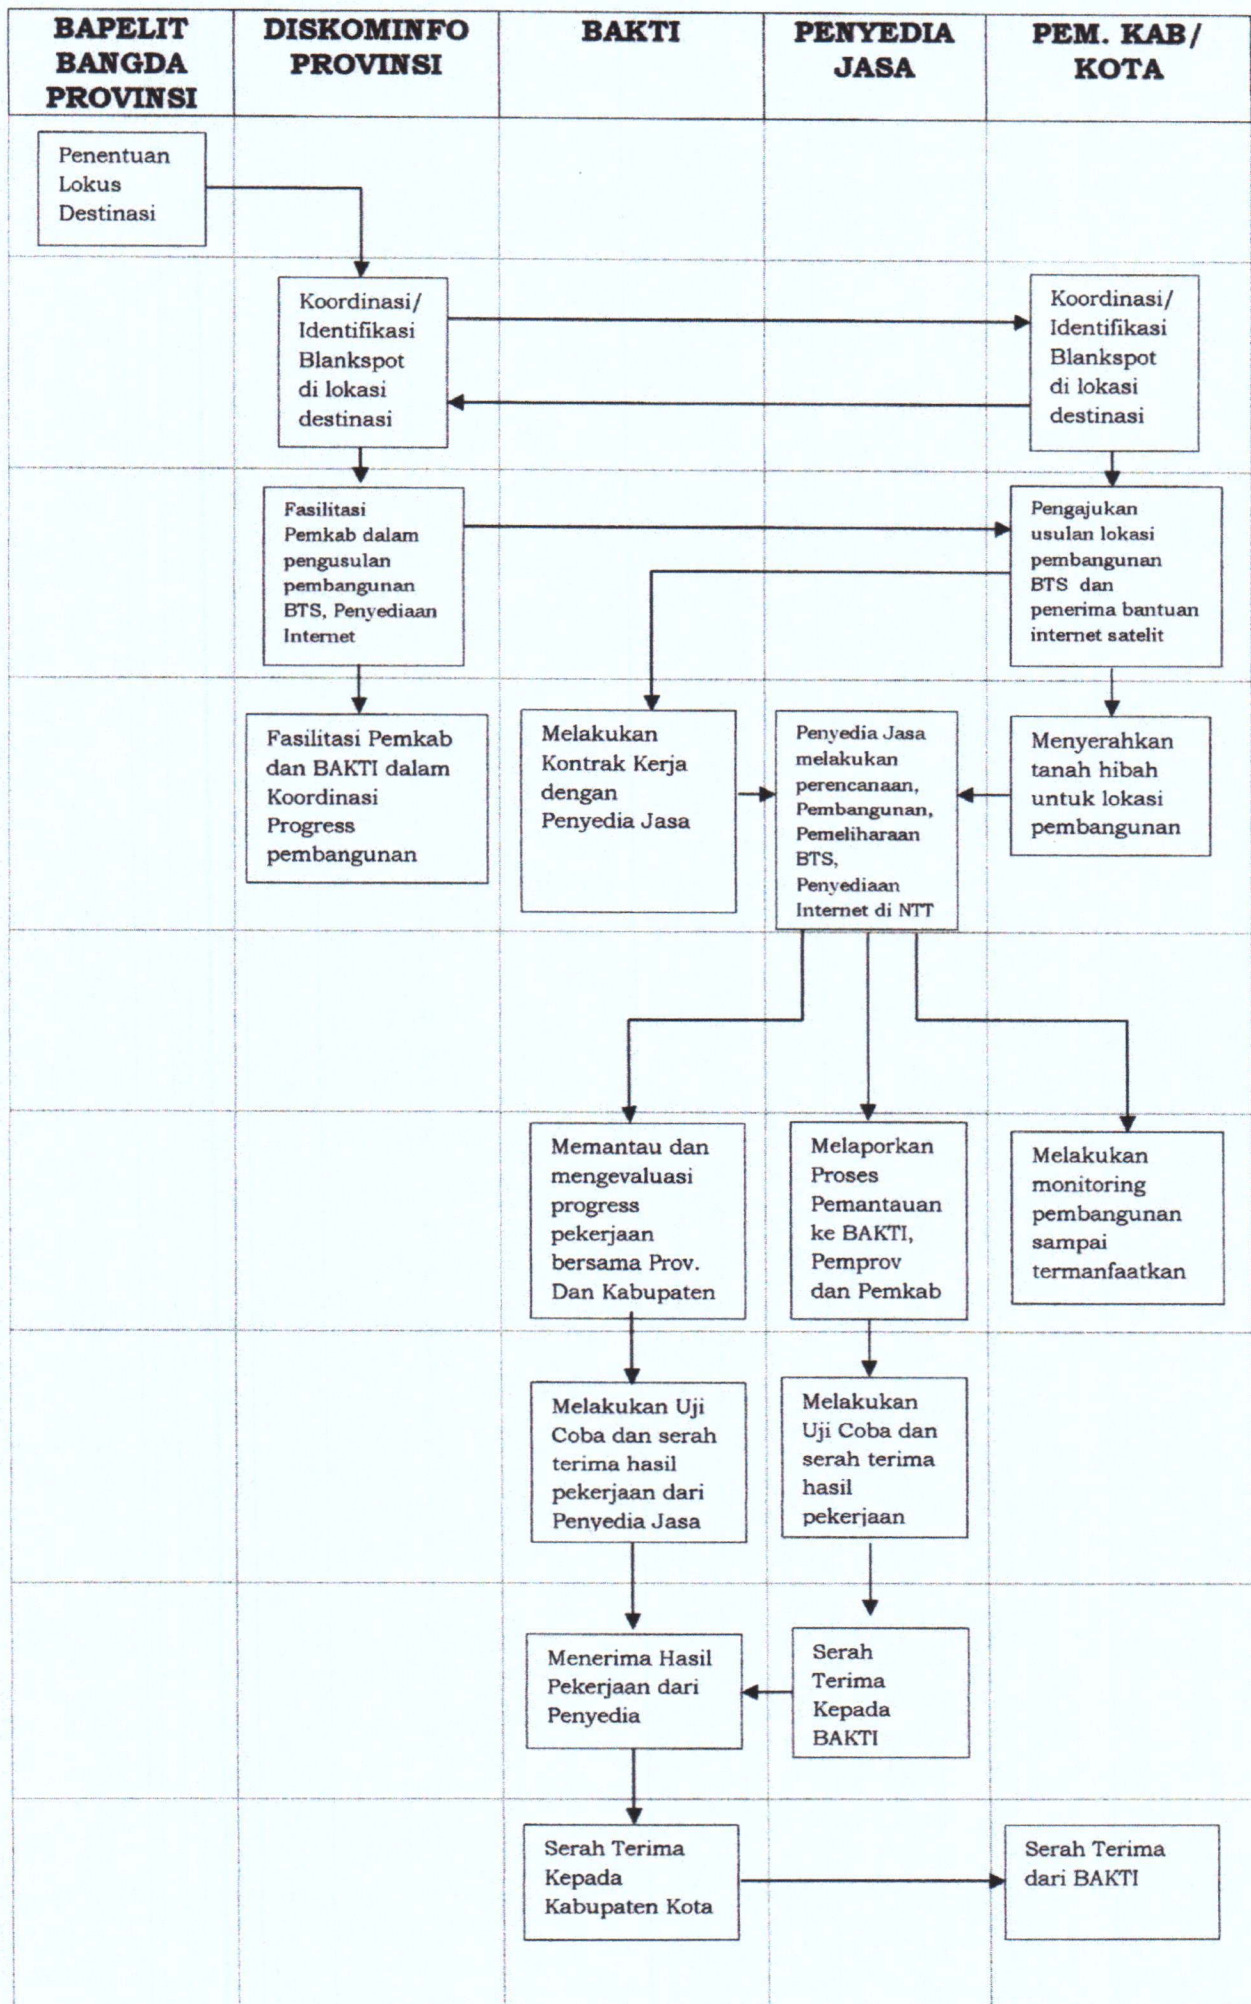 BAPELIT
BANGDA
PROVINSI
DISKOMINFO
PROVINSI
BAKTI
PENYEDIA
JASA
PEM. KAB/
KOTA
Penentuan
Lokus
Destinasi
Koordinasi/
Identifikasi
Blankspot
di lokasi
destinasi
Koordinasi/
Identifikasi
Blankspot
di lokasi
destinasi
Fasilitasi
Pemkab dalam
pengusulan
pembangunan
BTS, Penyediaan
Internet
Pengajukan
usulan lokasi
pembangunan
BTS dan
penerima bantuan
internet satelit
Fasilitasi Pemkab
dan BAKTI dalam
Koordinasi
Progress
pembangunan
Melakukan
Kontrak Kerja
dengan
Penyedia Jasa
Penyedia Jasa
melakukan
perencanaan,
Pembangunan,
Pemeliharaan
BTS,
Penyediaan
Internet di NTT
Menyerahkan
tanah hibah
untuk lokasi
pembangunan
Memantau dan
mengevaluasi
progress
pekerjaan
bersama Prov.
Dan Kabupaten
Melaporkan
Proses
Pemantauan
ke BAKTI,
Pemprov
dan Pemkab
Melakukan
monitoring
pembangunan
sampai
termanfaatkan
Melakukan Uji
Coba dan serah
terima hasil
pekerjaan dari
Penyedia Jasa
Melakukan
Uji Coba dan
serah terima
hasil
pekerjaan
Menerima Hasil
Pekerjaan dari
Penyedia
Serah
Terima
Kepada
BAKTI
Serah Terima
Kepada
Kabupaten Kota
Serah Terima
dari BAKTI